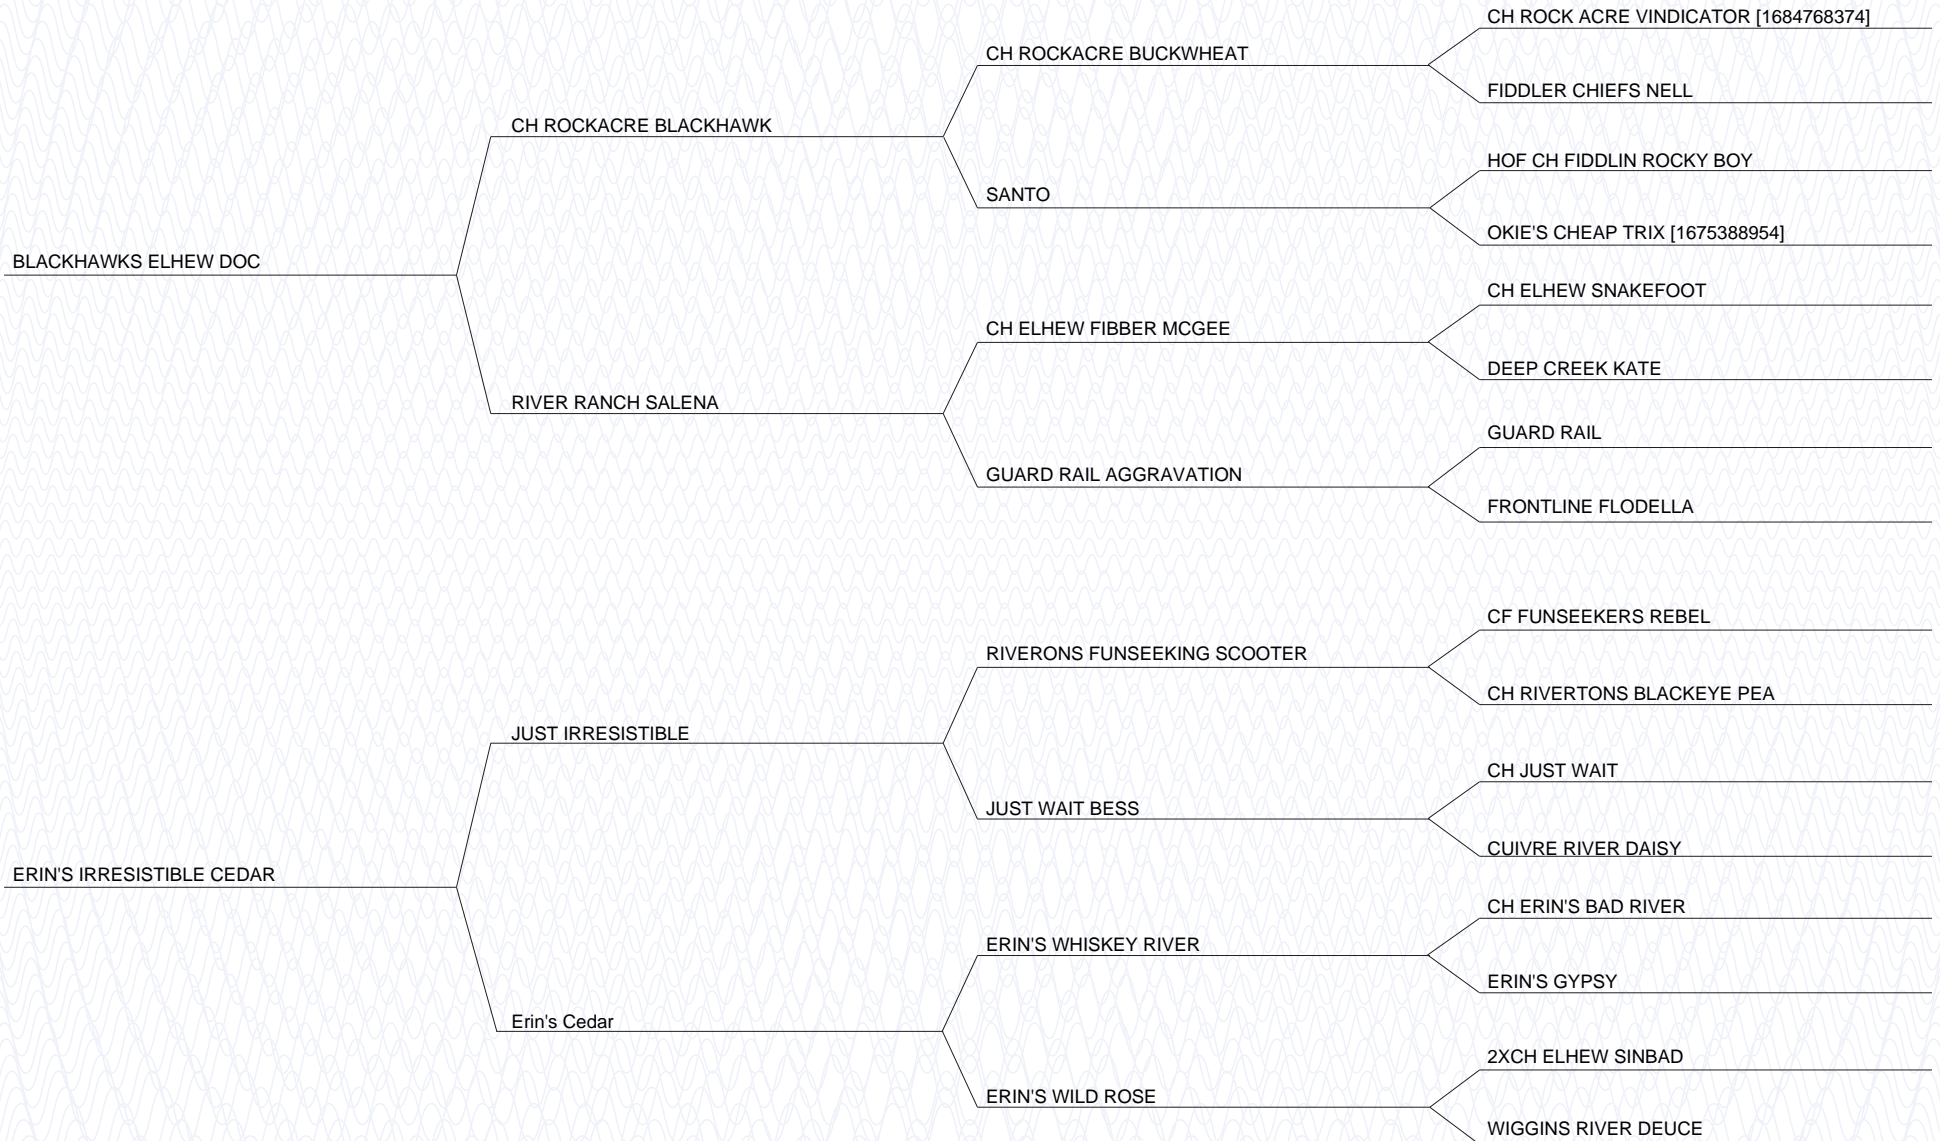 CH ROCK ACRE VINDICATOR [1684768374]
CH ROCKACRE BUCKWHEAT
FIDDLER CHIEFS NELL
CH ROCKACRE BLACKHAWK
HOF CH FIDDLIN ROCKY BOY
SANTO
OKIE'S CHEAP TRIX [1675388954]
BLACKHAWKS ELHEW DOC
CH ELHEW SNAKEFOOT
CH ELHEW FIBBER MCGEE
DEEP CREEK KATE
RIVER RANCH SALENA
GUARD RAIL
GUARD RAIL AGGRAVATION
FRONTLINE FLODELLA
CF FUNSEEKERS REBEL
RIVERONS FUNSEEKING SCOOTER
CH RIVERTONS BLACKEYE PEA
JUST IRRESISTIBLE
CH JUST WAIT
JUST WAIT BESS
CUIVRE RIVER DAISY
ERIN'S IRRESISTIBLE CEDAR
CH ERIN'S BAD RIVER
ERIN'S WHISKEY RIVER
ERIN'S GYPSY
Erin's Cedar
2XCH ELHEW SINBAD
ERIN'S WILD ROSE
WIGGINS RIVER DEUCE